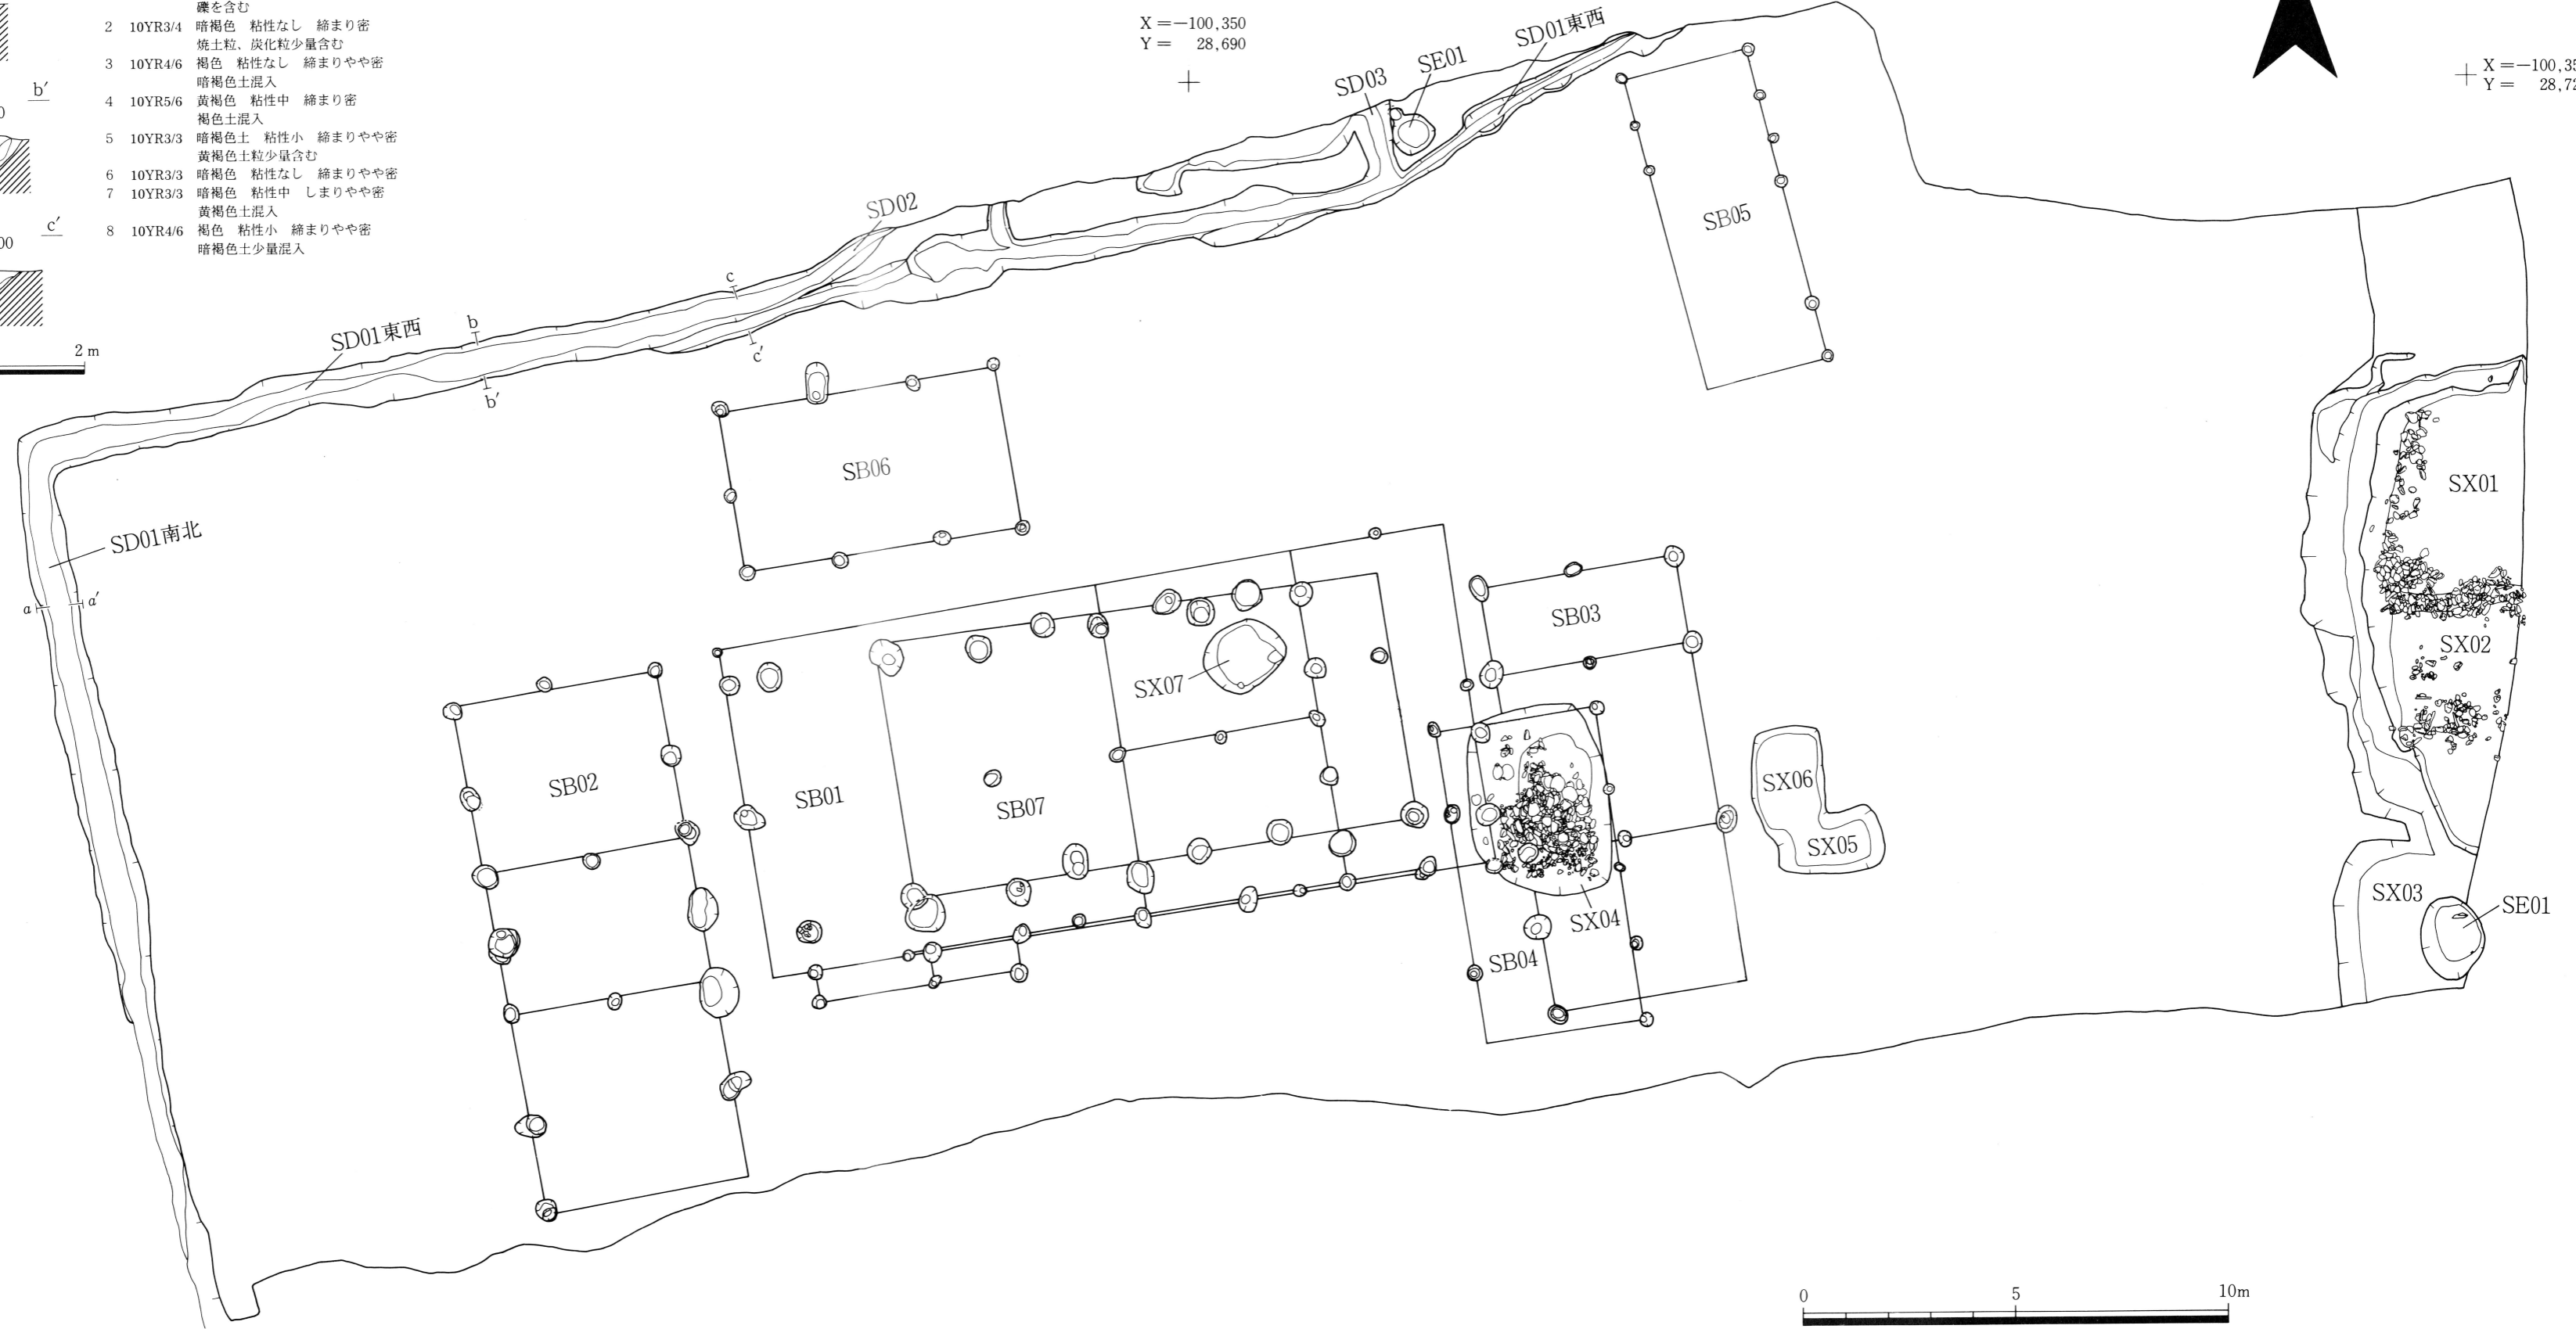 礫を含む
2 10YR3/4 暗褐色 粘性なし 締まり密
焼土粒、炭化粒少量含む
3 10YR4/6 褐色 粘性なし 締まりやや密
暗褐色土混入
4 10YR5/6 黄褐色 粘性中 締まり密
褐色土混入
5 10YR3/3 暗褐色土 粘性小 締まりやや密
黄褐色土粒少量含む
6 10YR3/3 暗褐色 粘性なし 締まりやや密
7 10YR3/3 暗褐色 粘性中 しまりやや密
黄褐色土混入
8 10YR4/6 褐色 粘性小 締まりやや密
暗褐色土少量混入
b′
c′
2 m
X =-100,350
Y = 28,690
X =-100,35
Y = 28,72
SD01東西
SE01
SD03
SD02
SB05
c
c′
b
b′
SD01東西
SD01南北
a
a′
SB06
SX01
SX02
SB03
SX07
SB02
SB01
SB07
SX06
SX05
SX03
SE01
SX04
SB04
0 5 10m